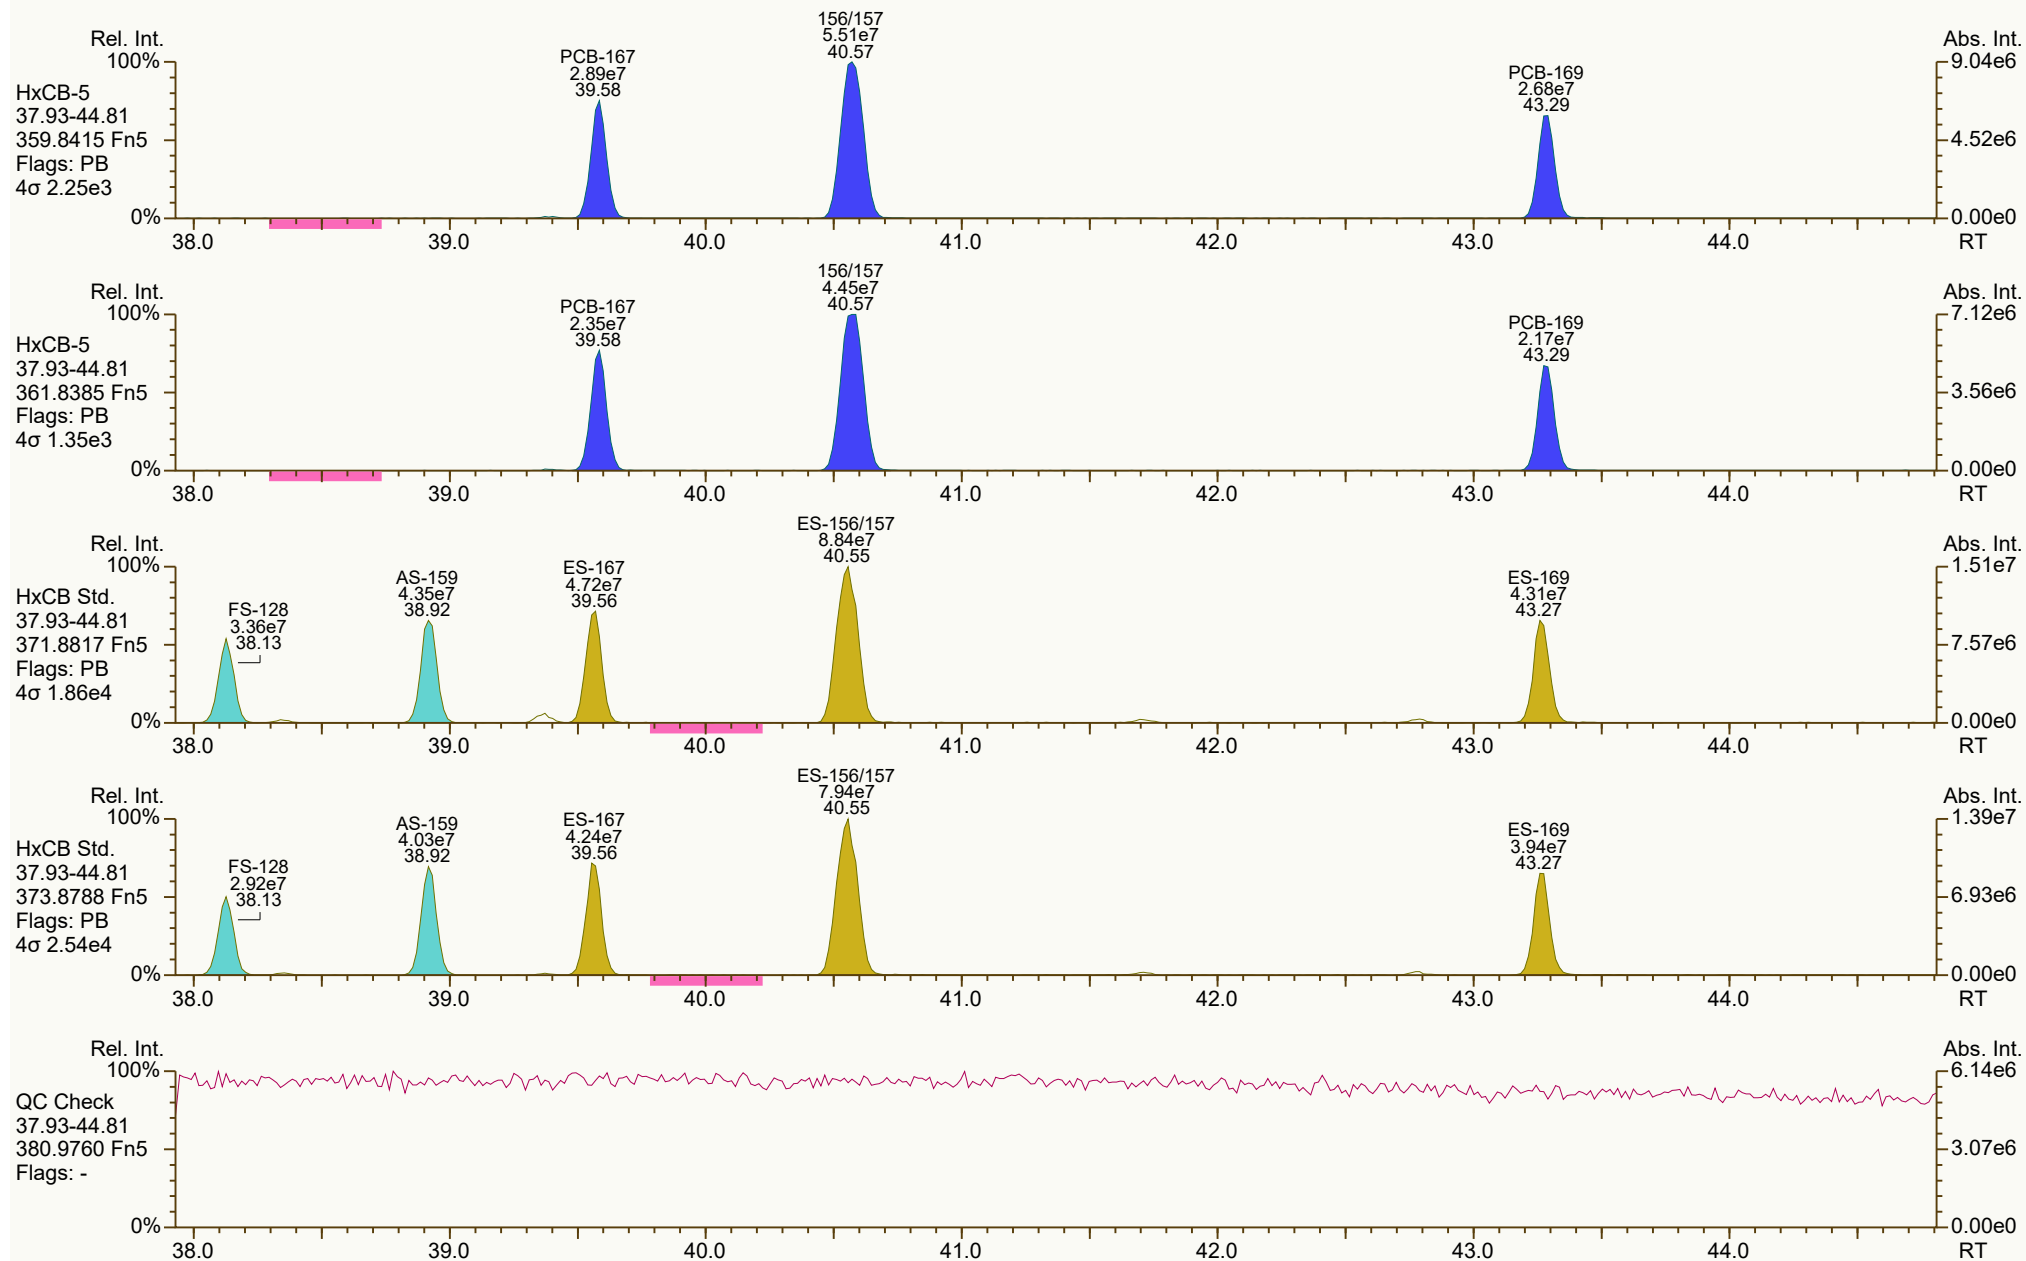 156/157
5.51e7
40.57
Rel. Int.
Abs. Int.
PCB-167
2.89e7
39.58
PCB-169
2.68e7
43.29
100%
9.04e6
HxCB-5
37.93-44.81
359.8415 Fn5
4.52e6
Flags: PB
4σ 2.25e3
0%
0.00e0
38.0 39.0 40.0 41.0 42.0 43.0 44.0 RT
156/157
4.45e7
40.57
Rel. Int.
Abs. Int.
PCB-167
2.35e7
39.58
PCB-169
2.17e7
43.29
100%
7.12e6
HxCB-5
37.93-44.81
361.8385 Fn5
3.56e6
Flags: PB
4σ 1.35e3
0%
0.00e0
38.0 39.0 40.0 41.0 42.0 43.0 44.0 RT
ES-156/157
8.84e7
40.55
Rel. Int.
Abs. Int.
FS-128
3.36e7
38.13
AS-159
4.35e7
38.92
ES-167
4.72e7
39.56
ES-169
4.31e7
43.27
100%
1.51e7
HxCB Std.
37.93-44.81
371.8817 Fn5
7.57e6
Flags: PB
4σ 1.86e4
0%
0.00e0
38.0 39.0 40.0 41.0 42.0 43.0 44.0 RT
ES-156/157
7.94e7
40.55
Rel. Int.
Abs. Int.
FS-128
2.92e7
38.13
AS-159
4.03e7
38.92
ES-167
4.24e7
39.56
ES-169
3.94e7
43.27
100%
1.39e7
HxCB Std.
37.93-44.81
373.8788 Fn5
6.93e6
Flags: PB
4σ 2.54e4
0%
0.00e0
38.0 39.0 40.0 41.0 42.0 43.0 44.0 RT
Rel. Int.
Abs. Int.
100%
6.14e6
QC Check
37.93-44.81
380.9760 Fn5
3.07e6
Flags: -
0%
0.00e0
38.0 39.0 40.0 41.0 42.0 43.0 44.0 RT